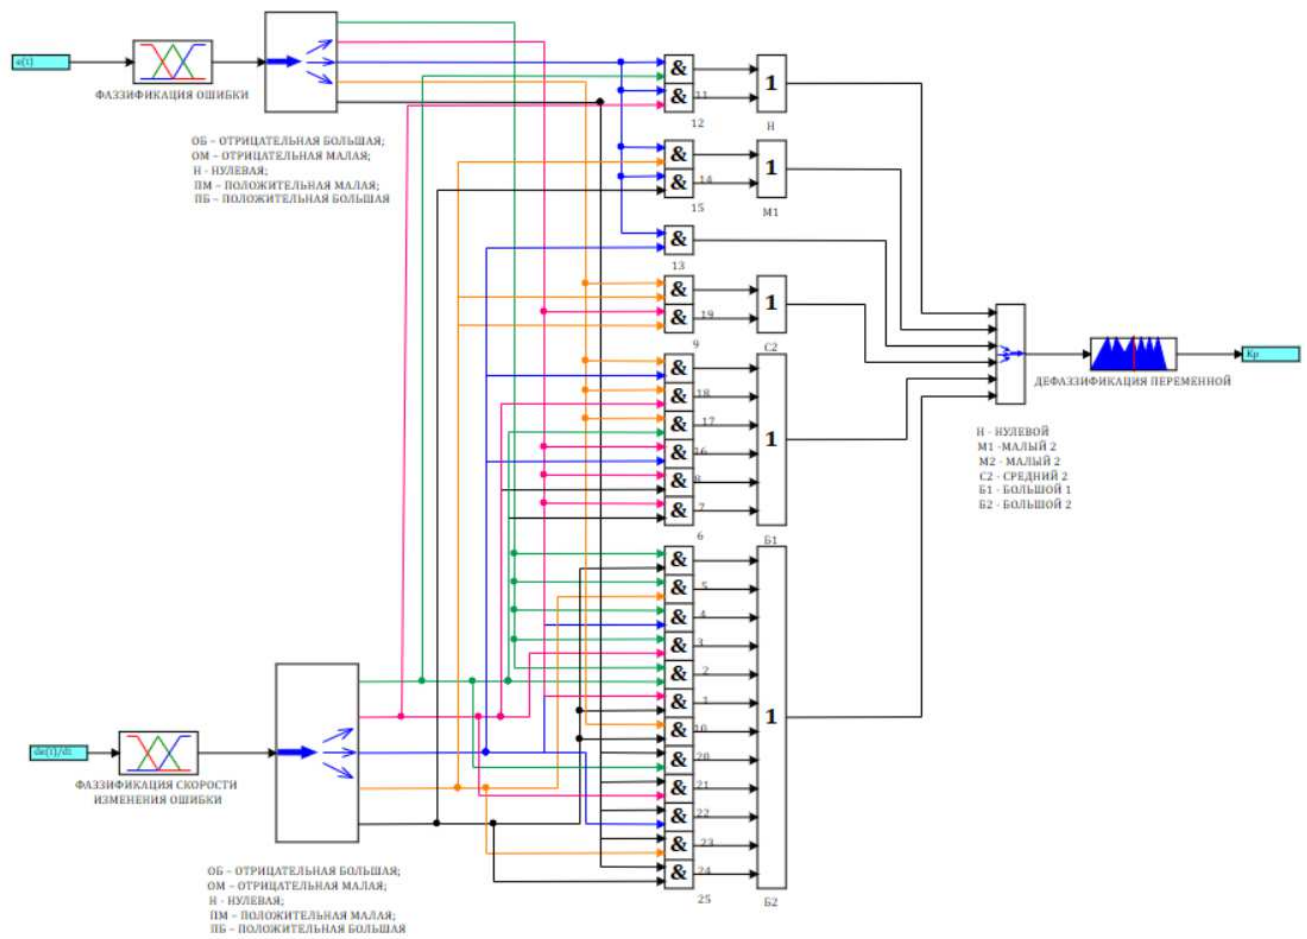 e(t)
ФАЗЗИФИКАЦИЯ ОШИБКИ
ОБ – ОТРИЦАТЕЛЬНАЯ БОЛЬШАЯ;
ОМ – ОТРИЦАТЕЛЬНАЯ МАЛАЯ;
Н - НУЛЕВАЯ;
ПМ – ПОЛОЖИТЕЛЬНАЯ МАЛАЯ;
ПБ – ПОЛОЖИТЕЛЬНАЯ БОЛЬШАЯ
&
11
&
12
1
Н
&
14
&
15
1
М1
&
13
&
19
&
9
1
С2
&
18
&
17
&
16
&
8
&
7
&
6
1
Б1
&
5
&
4
&
3
&
2
&
1
&
10
&
20
&
21
&
22
&
23
&
24
&
25
1
Б2
ДЕФАЗЗИФИКАЦИЯ ПЕРЕМЕННОЙ
Kp
Н - НУЛЕВОЙ
М1 -МАЛЫЙ 2
М2 - МАЛЫЙ 2
С2 - СРЕДНИЙ 2
Б1 - БОЛЬШОЙ 1
Б2 - БОЛЬШОЙ 2
de(t)/dt
ФАЗЗИФИКАЦИЯ СКОРОСТИ
ИЗМЕНЕНИЯ ОШИБКИ
ОБ – ОТРИЦАТЕЛЬНАЯ БОЛЬШАЯ;
ОМ – ОТРИЦАТЕЛЬНАЯ МАЛАЯ;
Н - НУЛЕВАЯ;
ПМ – ПОЛОЖИТЕЛЬНАЯ МАЛАЯ;
ПБ – ПОЛОЖИТЕЛЬНАЯ БОЛЬШАЯ